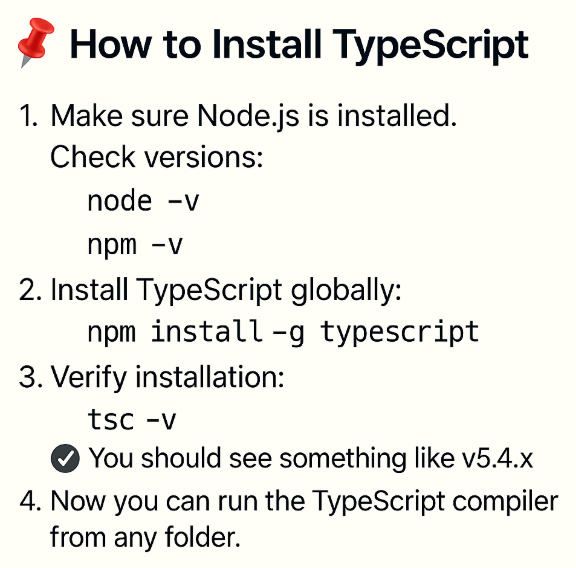 📌 How to Install TypeScript
1. Make sure Node.js is installed.
Check versions:
node -v
npm -v
2. Install TypeScript globally:
npm install -g typescript
3. Verify installation:
tsc -v
You should see something like v5.4.x
4. Now you can run the TypeScript compiler
from any folder.